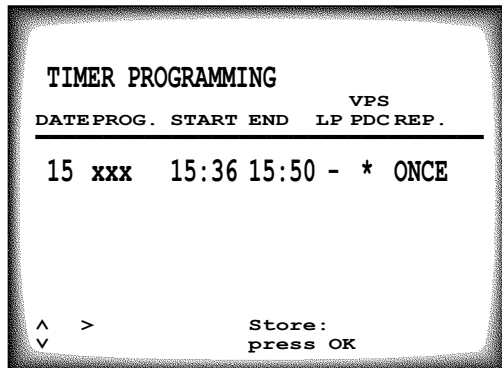 TIMER PROGRAMMING
VPS
DATE PROG. START END LP PDC REP.
15 xxx 15:36 15:50 - * ONCE
^ > Store:
v press OK